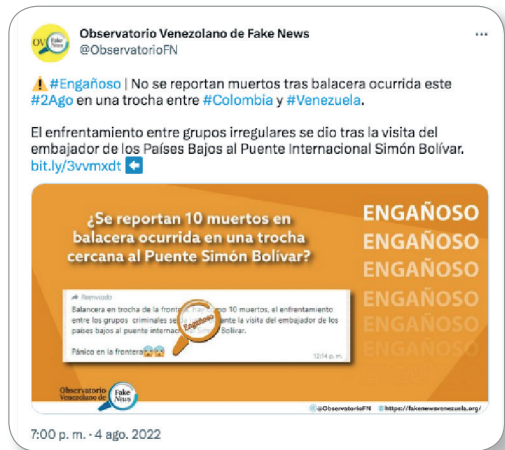 OV Fake News
Observatorio Venezolano de Fake News
@ObservatorioFN
#Engañoso | No se reportan muertos tras balacera ocurrida este
#2Ago en una trocha entre #Colombia y #Venezuela.
El enfrentamiento entre grupos irregulares se dio tras la visita del
embajador de los Países Bajos al Puente Internacional Simón Bolívar.
bit.ly/3vvmxdt
¿Se reportan 10 muertos en
balacera ocurrida en una trocha
cercana al Puente Simón Bolívar?
ENGAÑOSO
ENGAÑOSO
ENGAÑOSO
ENGAÑOSO
ENGAÑOSO
ENGAÑOSO
Reenviado
Balancera en trocha de la 10 muertos, el enfrentamiento
entre los grupos criminales la visita del embajador de los
países bajos al puente Bolívar.
Engañoso
Pánico en la frontera
12:14 p. m.
Observatorio
Venezolano de
Fake
News
@ObservatorioFN https://fakenewsvenezuela.org/
7:00 p. m. · 4 ago. 2022